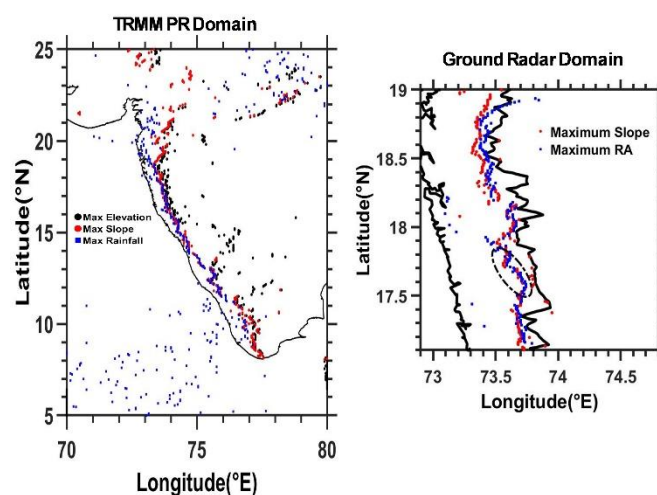 TRMM PR Domain
25
20
15
10
5
70
75
80
Latitude(°N)
Longitude(°E)
Max Elevation
Max Slope
Max Rainfall
Ground Radar Domain
19
18.5
18
17.5
73
73.5
74
74.5
Latitude(°N)
Longitude(°E)
Maximum Slope
Maximum RA